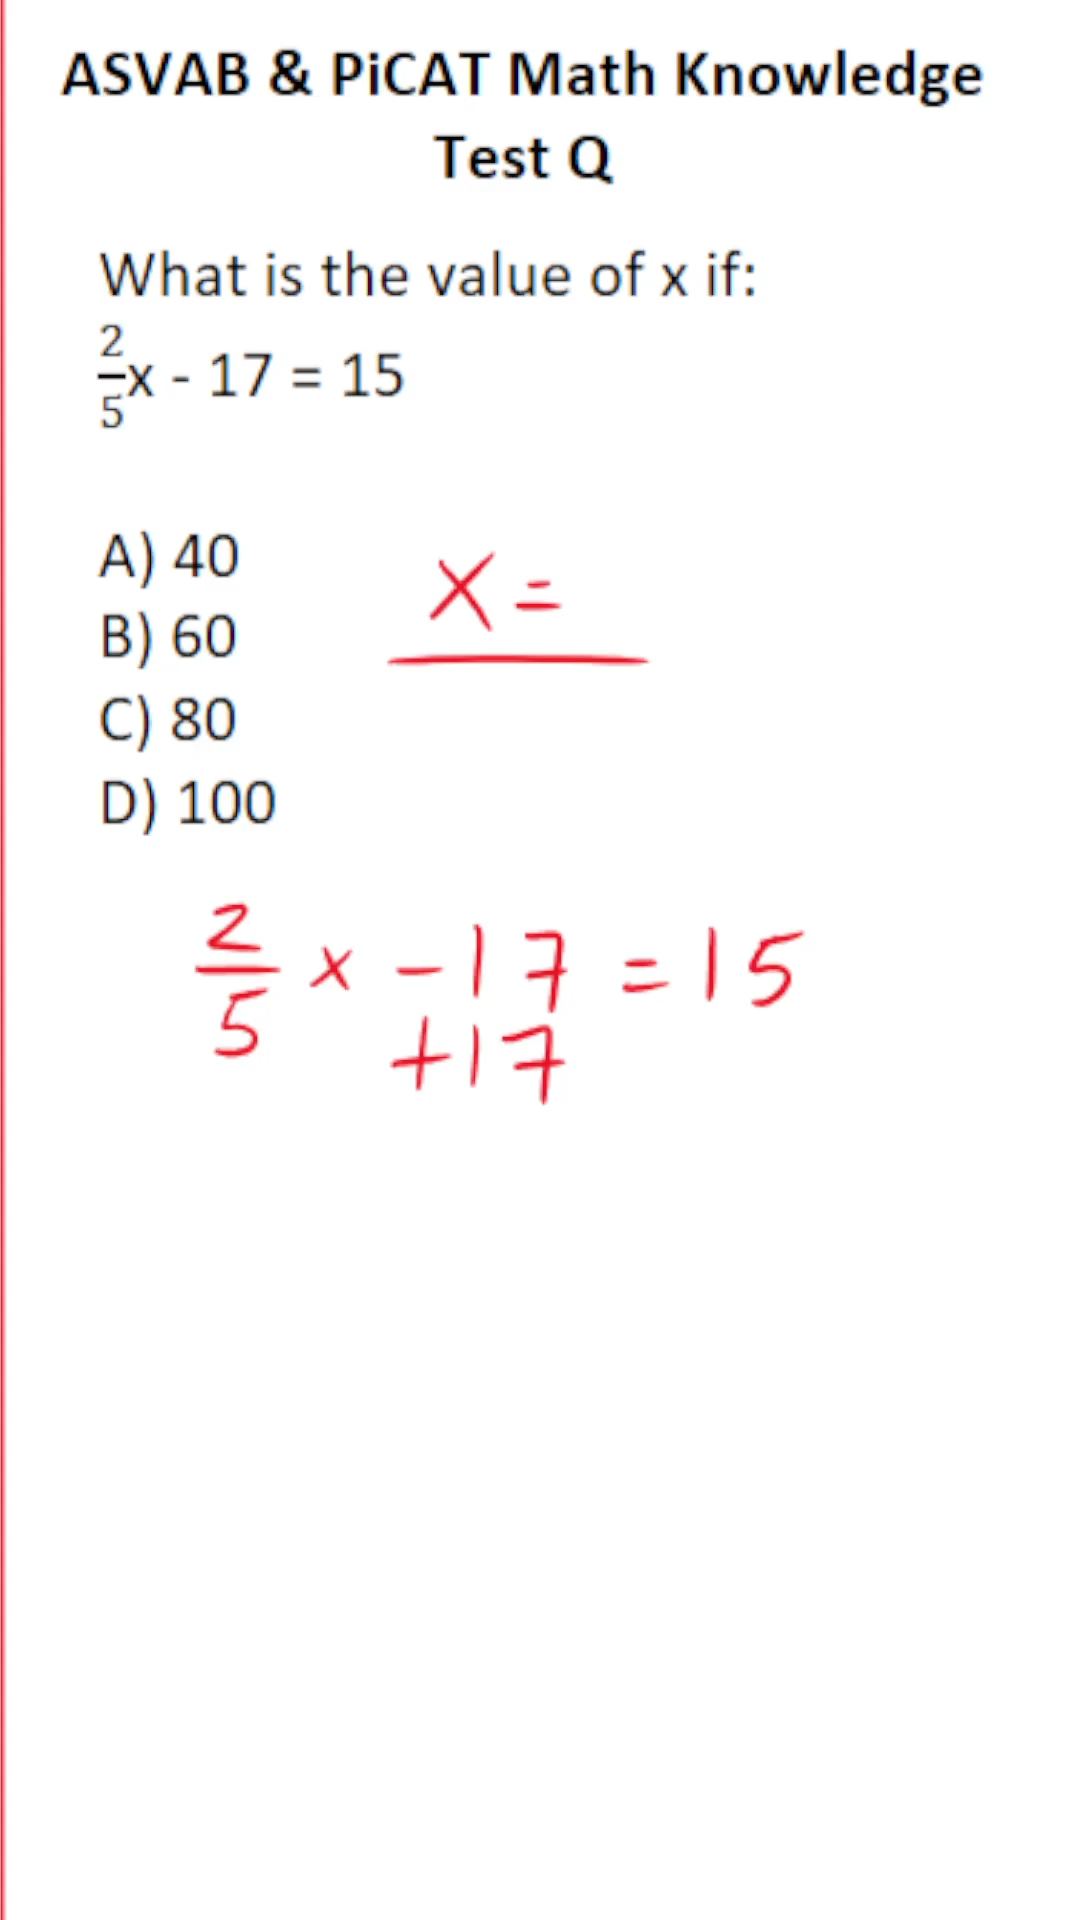 ASVAB & PiCAT Math Knowledge
Test Q
What is the value of x if:
2/5x - 17 = 15
A) 40
B) 60
C) 80
D) 100
x =
2/5 x - 17 = 15
+17